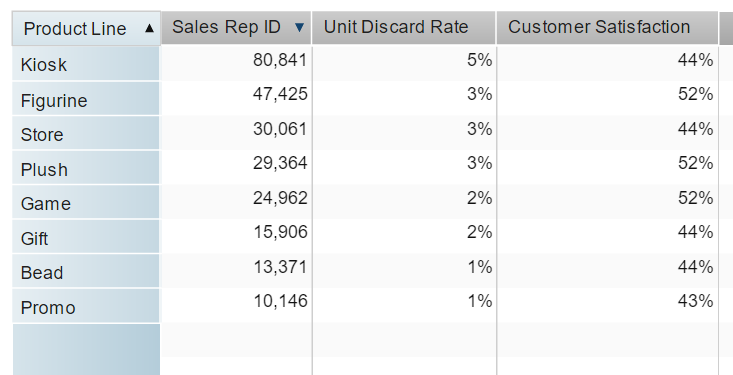 Product Line ▲ Sales Rep ID ▼ Unit Discard Rate Customer Satisfaction
Kiosk 80,841 5% 44%
Figurine 47,425 3% 52%
Store 30,061 3% 44%
Plush 29,364 3% 52%
Game 24,962 2% 52%
Gift 15,906 2% 44%
Bead 13,371 1% 44%
Promo 10,146 1% 43%